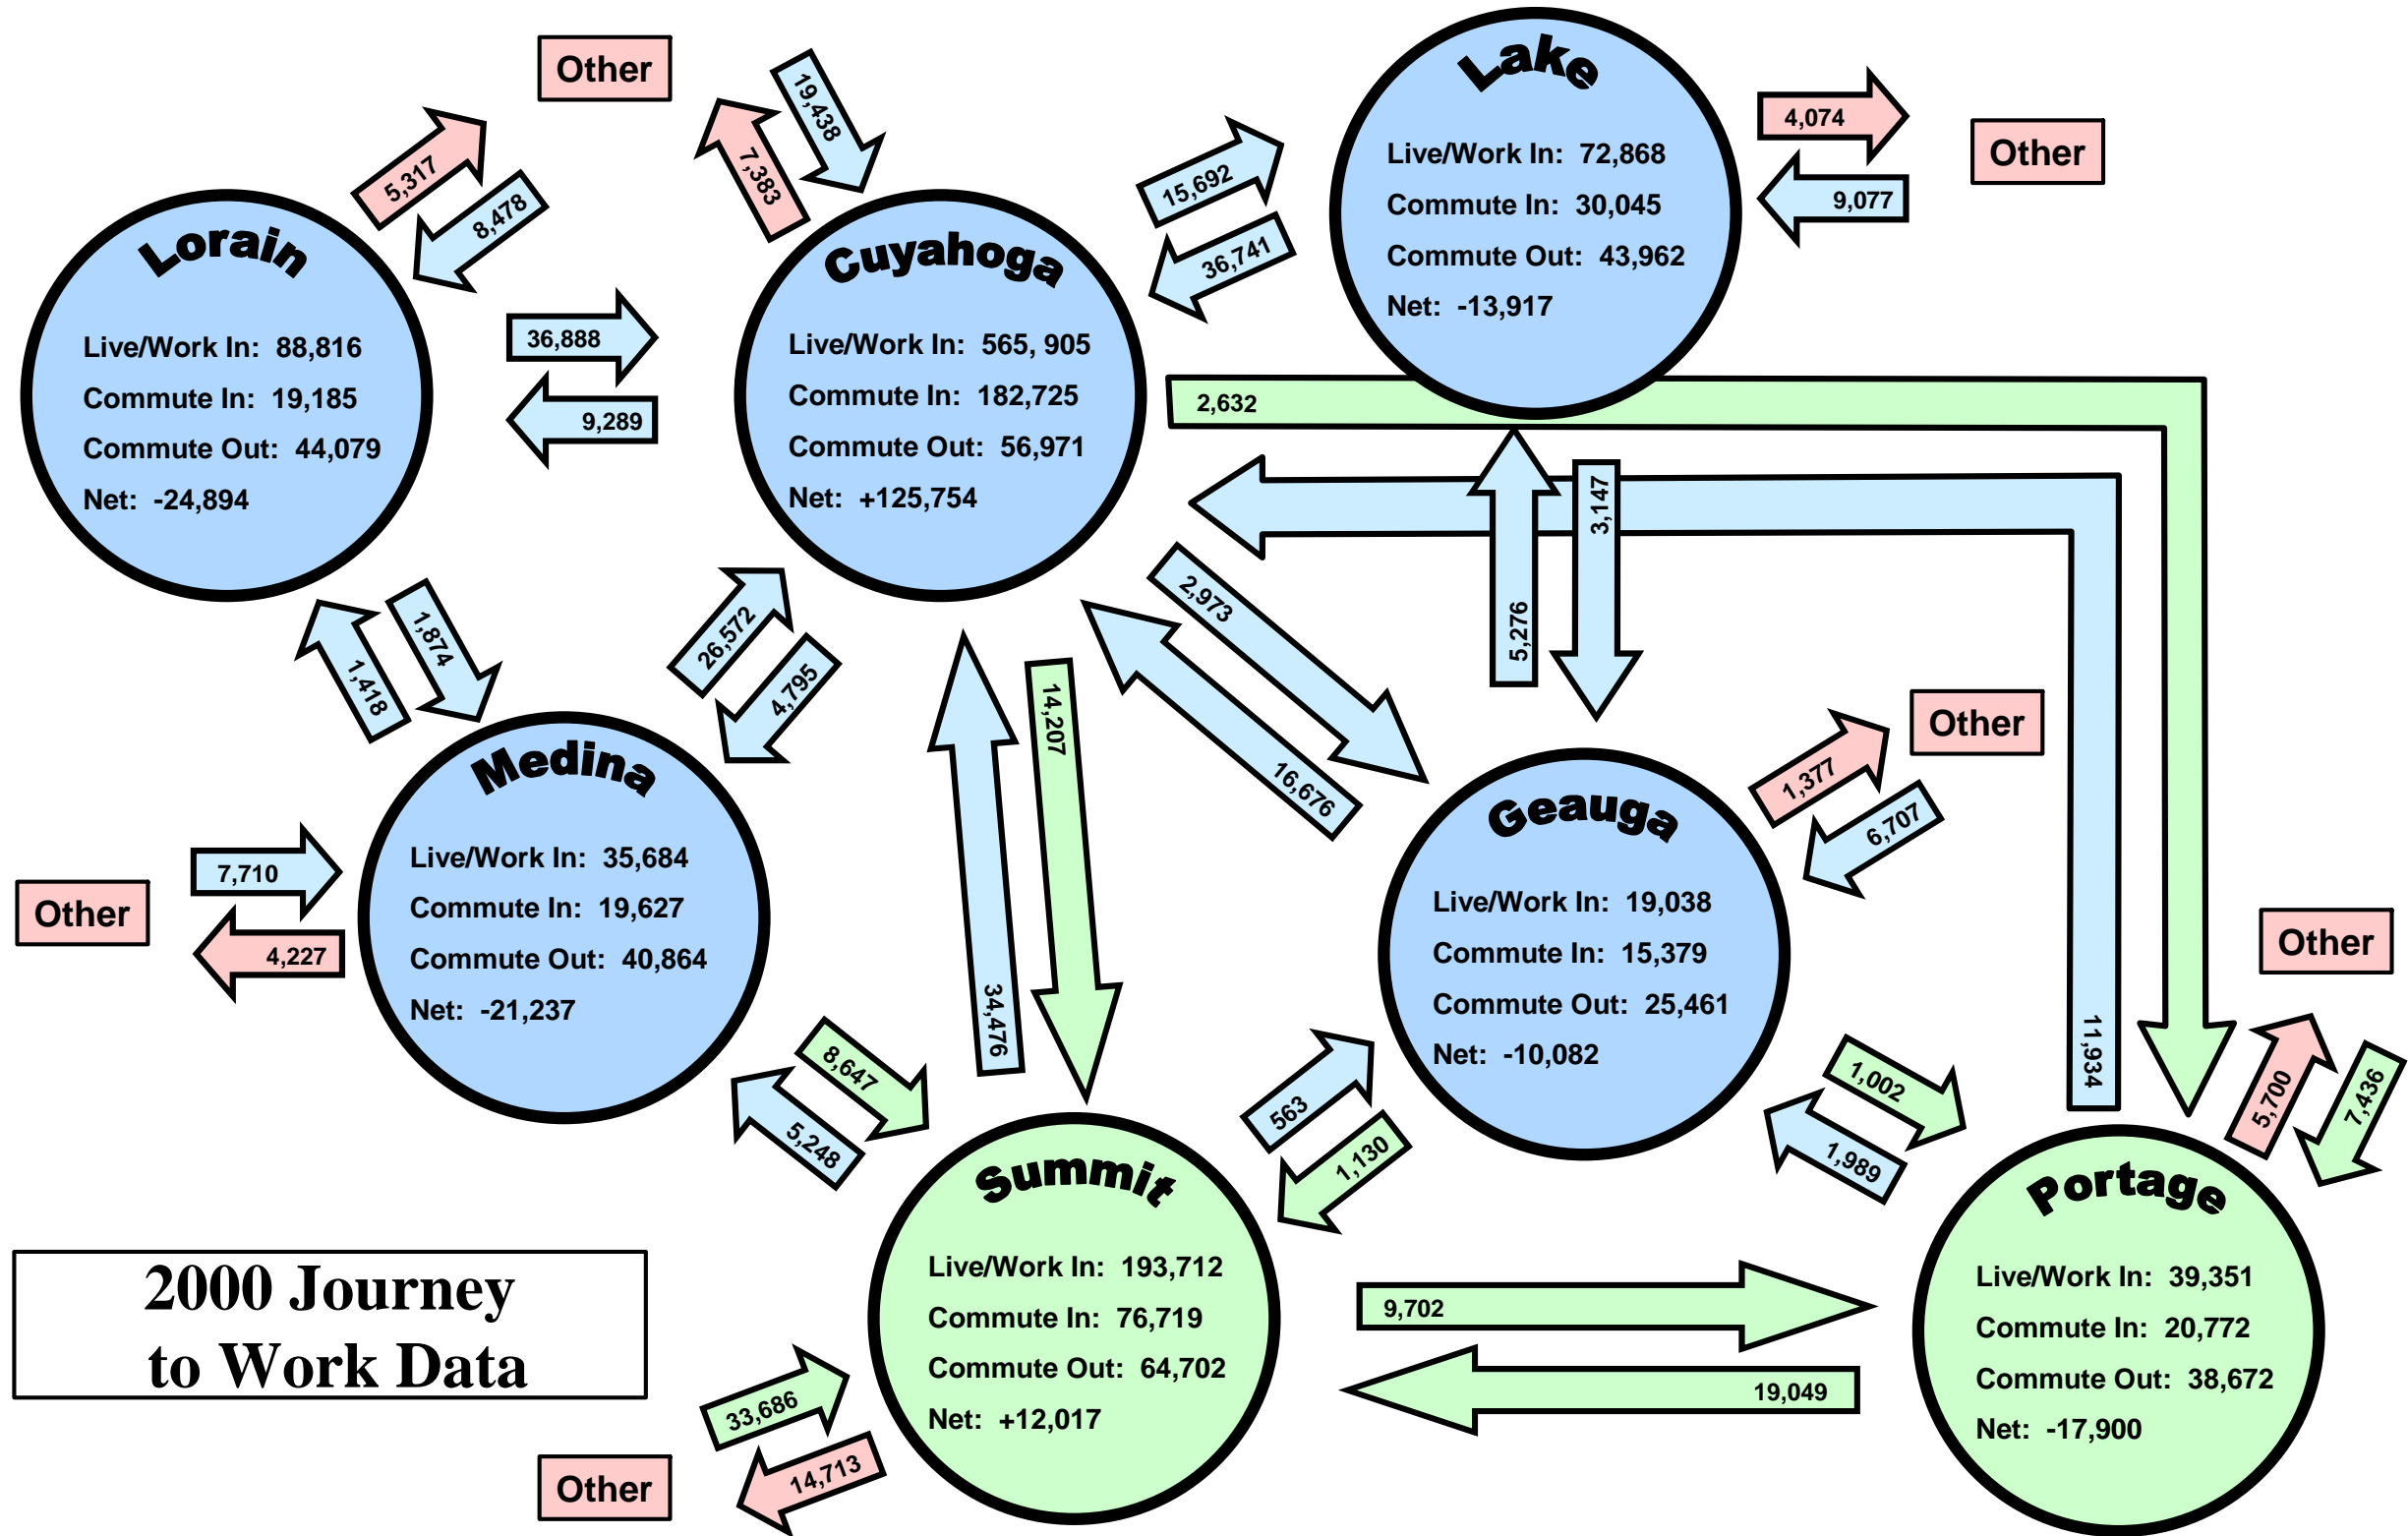 Other
19,438
7,383
5,317
8,478
Lorain
Live/Work In: 88,816
Commute In: 19,185
Commute Out: 44,079
Net: -24,894
36,888
9,289
Cuyahoga
Live/Work In: 565, 905
Commute In: 182,725
Commute Out: 56,971
Net: +125,754
15,692
36,741
Lake
Live/Work In: 72,868
Commute In: 30,045
Commute Out: 43,962
Net: -13,917
4,074
9,077
Other
2,632
3,147
5,276
2,973
16,676
1,874
1,418
26,572
4,795
14,207
34,476
Medina
Live/Work In: 35,684
Commute In: 19,627
Commute Out: 40,864
Net: -21,237
7,710
4,227
Other
8,647
5,248
Geauga
Live/Work In: 19,038
Commute In: 15,379
Commute Out: 25,461
Net: -10,082
Other
1,377
6,707
563
1,130
1,002
1,989
11,934
Other
5,700
7,436
Summit
Live/Work In: 193,712
Commute In: 76,719
Commute Out: 64,702
Net: +12,017
9,702
19,049
Portage
Live/Work In: 39,351
Commute In: 20,772
Commute Out: 38,672
Net: -17,900
2000 Journey
to Work Data
33,686
14,713
Other